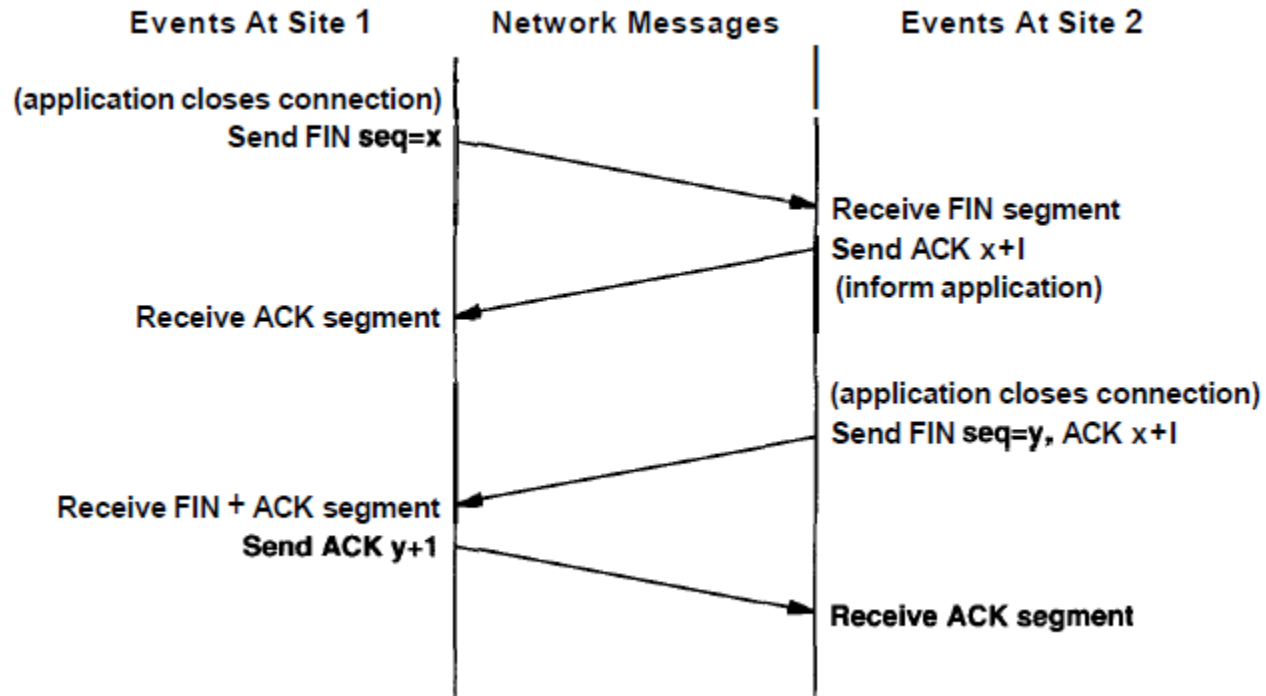 Events At Site 1 Network Messages Events At Site 2
(application closes connection)
Send FIN seq=x
Receive FIN segment
Send ACK x+l
(inform application)
Receive ACK segment
(application closes connection)
Send FIN seq=y, ACK x+l
Receive FIN + ACK segment
Send ACK y+1
Receive ACK segment